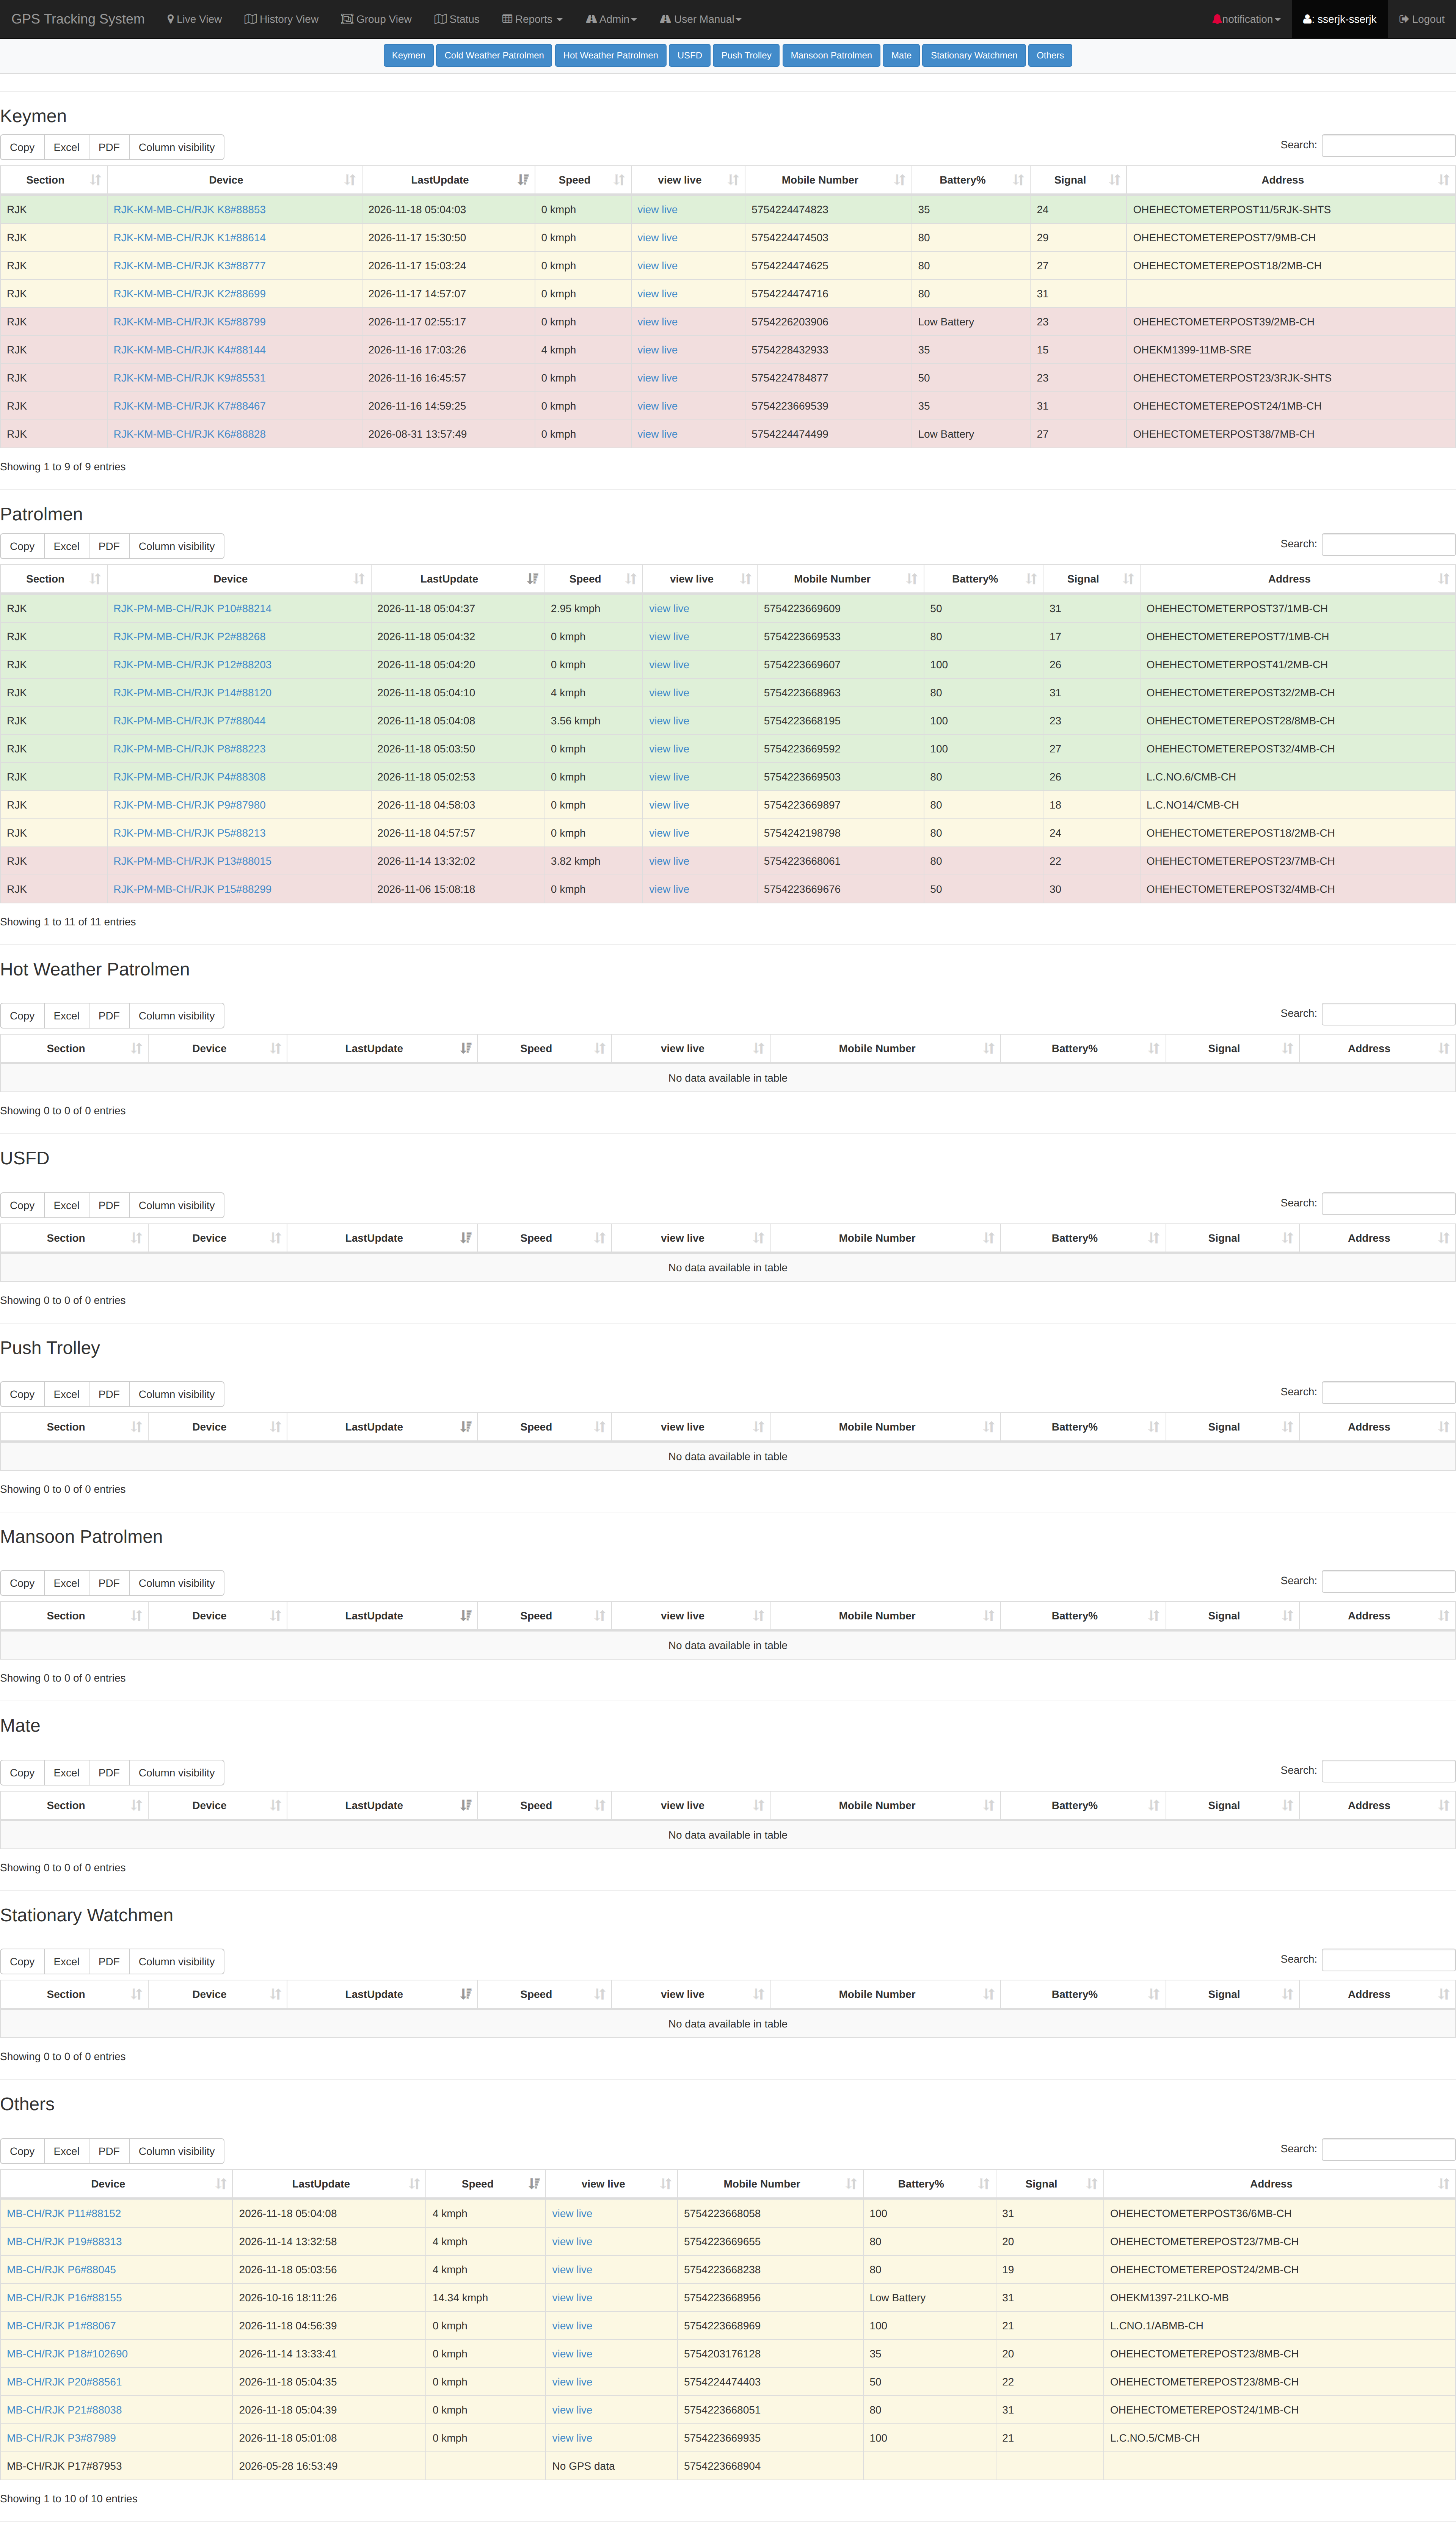 GPS Tracking System Live View History View Group View Status Reports Admin User Manual notification : sserjk-sserjk Logout
Keymen Cold Weather Patrolmen Hot Weather Patrolmen USFD Push Trolley Mansoon Patrolmen Mate Stationary Watchmen Others
Keymen
Copy Excel PDF Column visibility Search:
Section Device LastUpdate Speed view live Mobile Number Battery% Signal Address
RJK RJK-KM-MB-CH/RJK K8#88853 2026-11-18 05:04:03 0 kmph view live 5754224474823 35 24 OHEHECTOMETERPOST11/5RJK-SHTS
RJK RJK-KM-MB-CH/RJK K1#88614 2026-11-17 15:30:50 0 kmph view live 5754224474503 80 29 OHEHECTOMETEREPOST7/9MB-CH
RJK RJK-KM-MB-CH/RJK K3#88777 2026-11-17 15:03:24 0 kmph view live 5754224474625 80 27 OHEHECTOMETEREPOST18/2MB-CH
RJK RJK-KM-MB-CH/RJK K2#88699 2026-11-17 14:57:07 0 kmph view live 5754224474716 80 31
RJK RJK-KM-MB-CH/RJK K5#88799 2026-11-17 02:55:17 0 kmph view live 5754226203906 Low Battery 23 OHEHECTOMETERPOST39/2MB-CH
RJK RJK-KM-MB-CH/RJK K4#88144 2026-11-16 17:03:26 4 kmph view live 5754228432933 35 15 OHEKM1399-11MB-SRE
RJK RJK-KM-MB-CH/RJK K9#85531 2026-11-16 16:45:57 0 kmph view live 5754224784877 50 23 OHEHECTOMETERPOST23/3RJK-SHTS
RJK RJK-KM-MB-CH/RJK K7#88467 2026-11-16 14:59:25 0 kmph view live 5754223669539 35 31 OHEHECTOMETERPOST24/1MB-CH
RJK RJK-KM-MB-CH/RJK K6#88828 2026-08-31 13:57:49 0 kmph view live 5754224474499 Low Battery 27 OHEHECTOMETERPOST38/7MB-CH
Showing 1 to 9 of 9 entries
Patrolmen
Copy Excel PDF Column visibility Search:
Section Device LastUpdate Speed view live Mobile Number Battery% Signal Address
RJK RJK-PM-MB-CH/RJK P10#88214 2026-11-18 05:04:37 2.95 kmph view live 5754223669609 50 31 OHEHECTOMETERPOST37/1MB-CH
RJK RJK-PM-MB-CH/RJK P2#88268 2026-11-18 05:04:32 0 kmph view live 5754223669533 80 17 OHEHECTOMETEREPOST7/1MB-CH
RJK RJK-PM-MB-CH/RJK P12#88203 2026-11-18 05:04:20 0 kmph view live 5754223669607 100 26 OHEHECTOMETERPOST41/2MB-CH
RJK RJK-PM-MB-CH/RJK P14#88120 2026-11-18 05:04:10 4 kmph view live 5754223668963 80 31 OHEHECTOMETEREPOST32/2MB-CH
RJK RJK-PM-MB-CH/RJK P7#88044 2026-11-18 05:04:08 3.56 kmph view live 5754223668195 100 23 OHEHECTOMETEREPOST28/8MB-CH
RJK RJK-PM-MB-CH/RJK P8#88223 2026-11-18 05:03:50 0 kmph view live 5754223669592 100 27 OHEHECTOMETEREPOST32/4MB-CH
RJK RJK-PM-MB-CH/RJK P4#88308 2026-11-18 05:02:53 0 kmph view live 5754223669503 80 26 L.C.NO.6/CMB-CH
RJK RJK-PM-MB-CH/RJK P9#87980 2026-11-18 04:58:03 0 kmph view live 5754223669897 80 18 L.C.NO14/CMB-CH
RJK RJK-PM-MB-CH/RJK P5#88213 2026-11-18 04:57:57 0 kmph view live 5754242198798 80 24 OHEHECTOMETEREPOST18/2MB-CH
RJK RJK-PM-MB-CH/RJK P13#88015 2026-11-14 13:32:02 3.82 kmph view live 5754223668061 80 22 OHEHECTOMETEREPOST23/7MB-CH
RJK RJK-PM-MB-CH/RJK P15#88299 2026-11-06 15:08:18 0 kmph view live 5754223669676 50 30 OHEHECTOMETEREPOST32/4MB-CH
Showing 1 to 11 of 11 entries
Hot Weather Patrolmen
Copy Excel PDF Column visibility Search:
Section Device LastUpdate Speed view live Mobile Number Battery% Signal Address
No data available in table
Showing 0 to 0 of 0 entries
USFD
Copy Excel PDF Column visibility Search:
Section Device LastUpdate Speed view live Mobile Number Battery% Signal Address
No data available in table
Showing 0 to 0 of 0 entries
Push Trolley
Copy Excel PDF Column visibility Search:
Section Device LastUpdate Speed view live Mobile Number Battery% Signal Address
No data available in table
Showing 0 to 0 of 0 entries
Mansoon Patrolmen
Copy Excel PDF Column visibility Search:
Section Device LastUpdate Speed view live Mobile Number Battery% Signal Address
No data available in table
Showing 0 to 0 of 0 entries
Mate
Copy Excel PDF Column visibility Search:
Section Device LastUpdate Speed view live Mobile Number Battery% Signal Address
No data available in table
Showing 0 to 0 of 0 entries
Stationary Watchmen
Copy Excel PDF Column visibility Search:
Section Device LastUpdate Speed view live Mobile Number Battery% Signal Address
No data available in table
Showing 0 to 0 of 0 entries
Others
Copy Excel PDF Column visibility Search:
Device LastUpdate Speed view live Mobile Number Battery% Signal Address
MB-CH/RJK P11#88152 2026-11-18 05:04:08 4 kmph view live 5754223668058 100 31 OHEHECTOMETERPOST36/6MB-CH
MB-CH/RJK P19#88313 2026-11-14 13:32:58 4 kmph view live 5754223669655 80 20 OHEHECTOMETEREPOST23/7MB-CH
MB-CH/RJK P6#88045 2026-11-18 05:03:56 4 kmph view live 5754223668238 80 19 OHEHECTOMETEREPOST24/2MB-CH
MB-CH/RJK P16#88155 2026-10-16 18:11:26 14.34 kmph view live 5754223668956 Low Battery 31 OHEKM1397-21LKO-MB
MB-CH/RJK P1#88067 2026-11-18 04:56:39 0 kmph view live 5754223668969 100 21 L.CNO.1/ABMB-CH
MB-CH/RJK P18#102690 2026-11-14 13:33:41 0 kmph view live 5754203176128 35 20 OHEHECTOMETEREPOST23/8MB-CH
MB-CH/RJK P20#88561 2026-11-18 05:04:35 0 kmph view live 5754224474403 50 22 OHEHECTOMETEREPOST23/8MB-CH
MB-CH/RJK P21#88038 2026-11-18 05:04:39 0 kmph view live 5754223668051 80 31 OHEHECTOMETEREPOST24/1MB-CH
MB-CH/RJK P3#87989 2026-11-18 05:01:08 0 kmph view live 5754223669935 100 21 L.C.NO.5/CMB-CH
MB-CH/RJK P17#87953 2026-05-28 16:53:49 No GPS data 5754223668904
Showing 1 to 10 of 10 entries